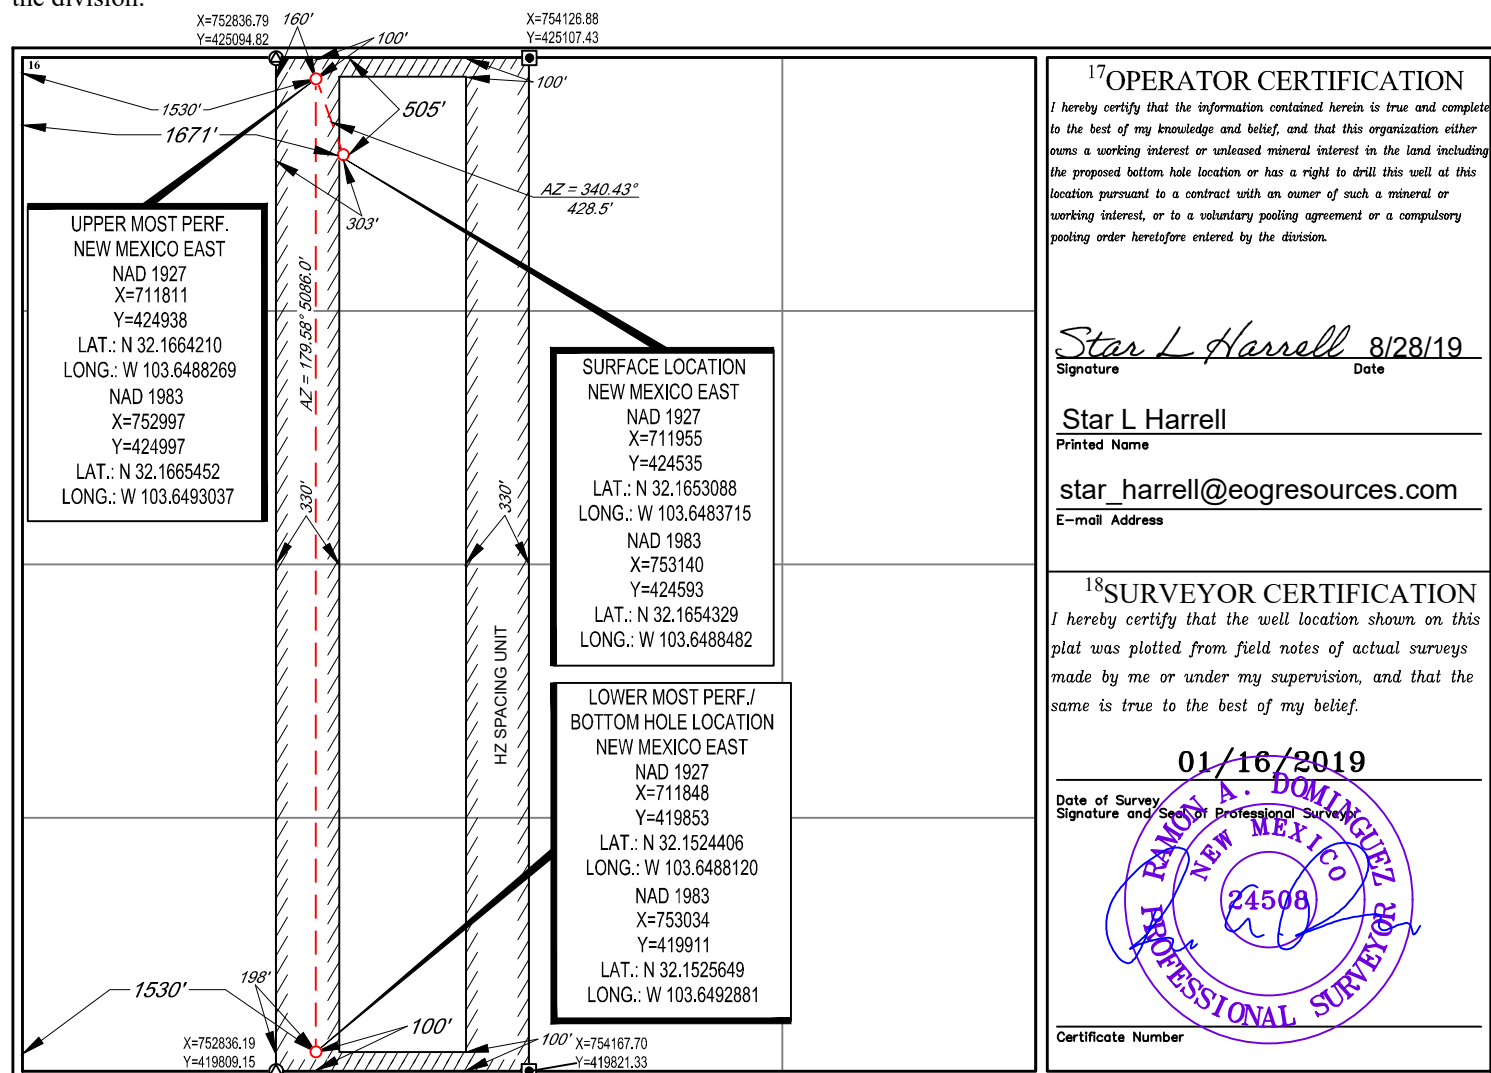 the division.
X=752836.79
Y=425094.82
160'
100'
X=754126.88
Y=425107.43
16
1530'
1671'
505'
100'
303'
AZ = 340.43°
428.5'
UPPER MOST PERF.
NEW MEXICO EAST
NAD 1927
X=711811
Y=424938
LAT.: N 32.1664210
LONG.: W 103.6488269
NAD 1983
X=752997
Y=424997
LAT.: N 32.1665452
LONG.: W 103.6493037
AZ = 179.58° 5086.0'
330'
330'
HZ SPACING UNIT
SURFACE LOCATION
NEW MEXICO EAST
NAD 1927
X=711955
Y=424535
LAT.: N 32.1653088
LONG.: W 103.6483715
NAD 1983
X=753140
Y=424593
LAT.: N 32.1654329
LONG.: W 103.6488482
LOWER MOST PERF./
BOTTOM HOLE LOCATION
NEW MEXICO EAST
NAD 1927
X=711848
Y=419853
LAT.: N 32.1524406
LONG.: W 103.6488120
NAD 1983
X=753034
Y=419911
LAT.: N 32.1525649
LONG.: W 103.6492881
1530'
198'
100'
100'
X=752836.19
Y=419809.15
X=754167.70
Y=419821.33
17 OPERATOR CERTIFICATION
I hereby certify that the information contained herein is true and complete
to the best of my knowledge and belief, and that this organization either
owns a working interest or unleased mineral interest in the land including
the proposed bottom hole location or has a right to drill this well at this
location pursuant to a contract with an owner of such a mineral or
working interest, or to a voluntary pooling agreement or a compulsory
pooling order heretofore entered by the division.
Star L Harrell 8/28/19
Signature Date
Star L Harrell
Printed Name
star_harrell@eogresources.com
E-mail Address
18 SURVEYOR CERTIFICATION
I hereby certify that the well location shown on this
plat was plotted from field notes of actual surveys
made by me or under my supervision, and that the
same is true to the best of my belief.
01/16/2019
Date of Survey
Signature and Seal of Professional Surveyor
RAMON A. DOMINGUEZ
NEW MEXICO
24508
PROFESSIONAL SURVEYOR
Certificate Number